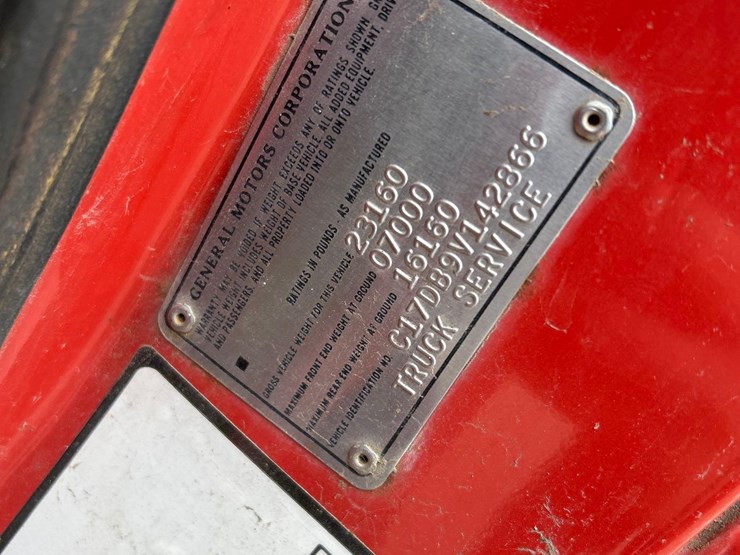 GENERAL MOTORS CORPORATION
WARRANTY MAY BE VOIDED IF WEIGHT EXCEEDS ANY OF RATINGS SHOWN
VEHICLE WEIGHT INCLUDES WEIGHT OF BASE VEHICLE, ALL ADDED EQUIPMENT,
AND PASSENGERS, AND ALL PROPERTY LOADED INTO OR ONTO VEHICLE.
RATINGS IN POUNDS AS MANUFACTURED
GROSS VEHICLE WEIGHT FOR THIS VEHICLE 23160
MAXIMUM FRONT END WEIGHT AT GROUND 07000
MAXIMUM REAR END WEIGHT AT GROUND 16160
VEHICLE IDENTIFICATION NO. C17DB9V142866
TRUCK SERVICE